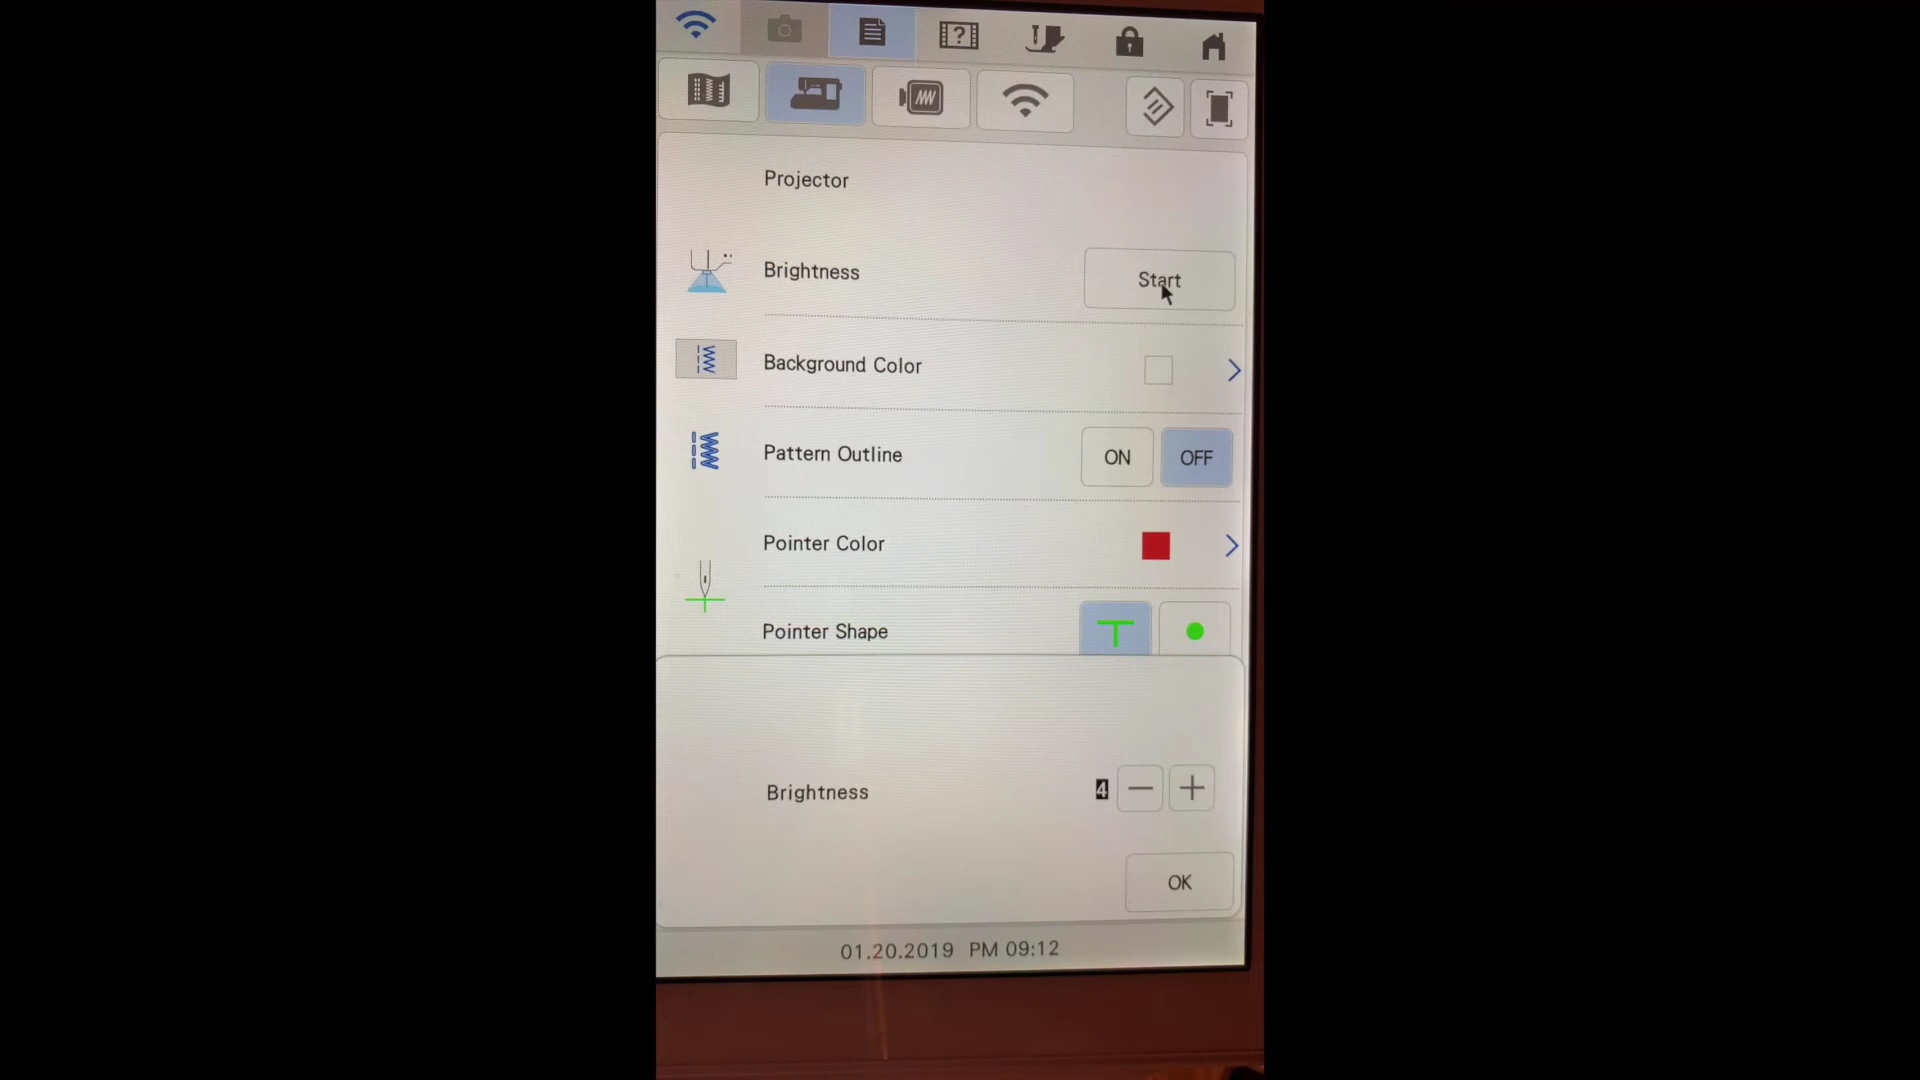 Projector
Brightness
Start
Background Color
Pattern Outline
ON
OFF
Pointer Color
Pointer Shape
Brightness
4
OK
01.20.2019 PM 09:12